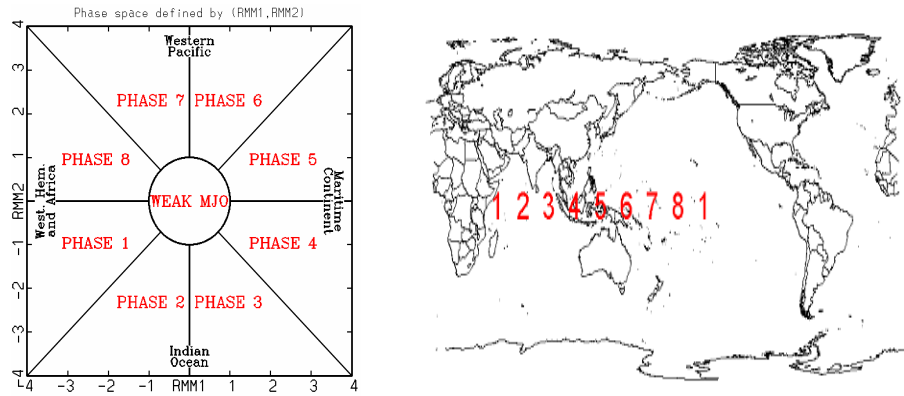 Phase space defined by (RMM1,RMM2)
4
3
2
1
0
-1
-2
-3
-4
RMM2
Western
Pacific
PHASE 7
PHASE 6
PHASE 8
PHASE 5
West. Hem.
and Africa
WEAK MJO
Maritime
Continent
PHASE 1
PHASE 4
PHASE 2
PHASE 3
Indian
Ocean
-4 -3 -2 -1 RMM1 1 2 3 4
1 2 3 4 5 6 7 8 1